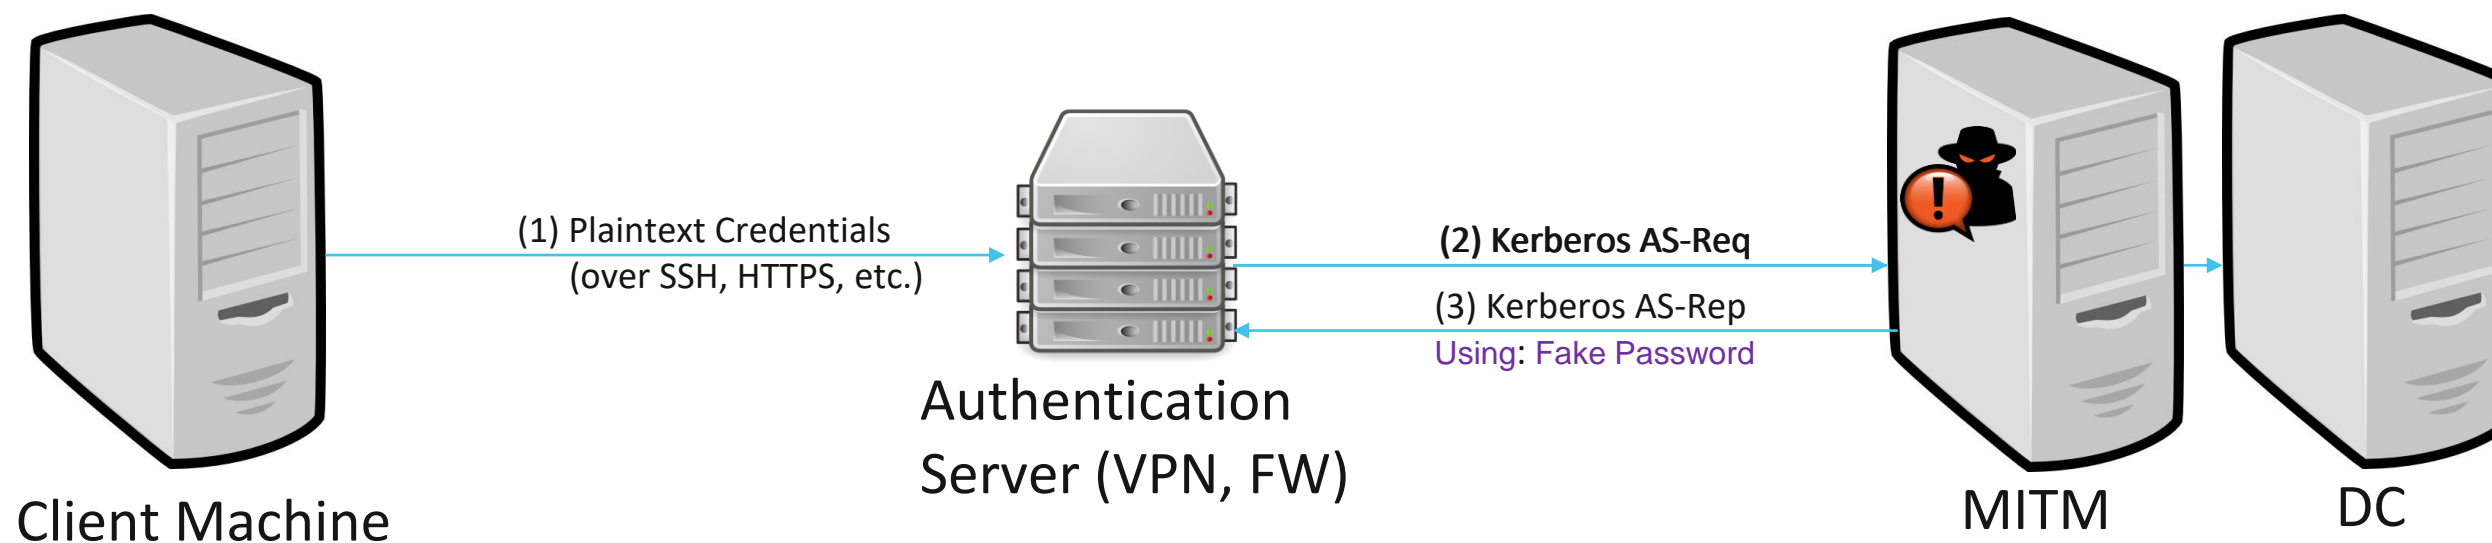 (1) Plaintext Credentials
(over SSH, HTTPS, etc.)
(2) Kerberos AS-Req
(3) Kerberos AS-Rep
Using: Fake Password
Authentication
Server (VPN, FW)
Client Machine
MITM
DC
!